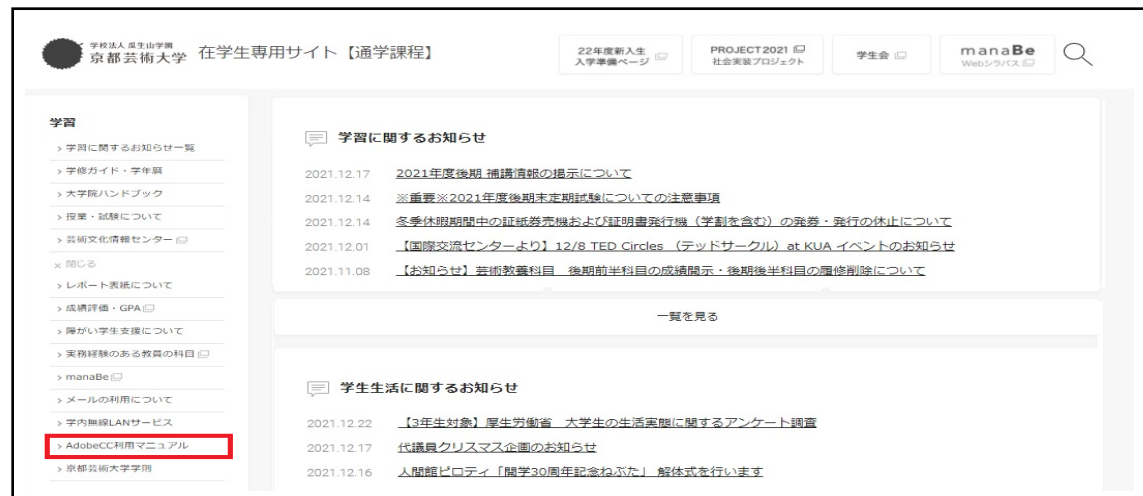 学校法人 瓜生山学園
京都芸術大学 在学生専用サイト【通学課程】
22年度新入生
入学準備ページ
PROJECT2021
社会実装プロジェクト
学生会
manaBe
Webシラバス
学習
> 学習に関するお知らせ一覧
> 学修ガイド・学年暦
> 大学院ハンドブック
> 授業・試験について
> 芸術文化情報センター
× 閉じる
> レポート表紙について
> 成績評価・GPA
> 障がい学生支援について
> 実務経験のある教員の科目
> manaBe
> メールの利用について
> 学内無線LANサービス
> AdobeCC利用マニュアル
> 京都芸術大学学則
学習に関するお知らせ
2021.12.17 2021年度後期 補講情報の掲示について
2021.12.14 ※重要※2021年度後期末定期試験についての注意事項
2021.12.14 冬季休暇期間中の証紙券売機および証明書発行機（学割を含む）の発券・発行の休止について
2021.12.01 【国際交流センターより】12/8 TED Circles （テッドサークル）at KUA イベントのお知らせ
2021.11.08 【お知らせ】芸術教養科目　後期前半科目の成績開示・後期後半科目の履修削除について
一覧を見る
学生生活に関するお知らせ
2021.12.22 【3年生対象】厚生労働省　大学生の生活実態に関するアンケート調査
2021.12.17 代議員クリスマス企画のお知らせ
2021.12.16 人間館ピロティ「開学30周年記念ねぶた」 解体式を行います